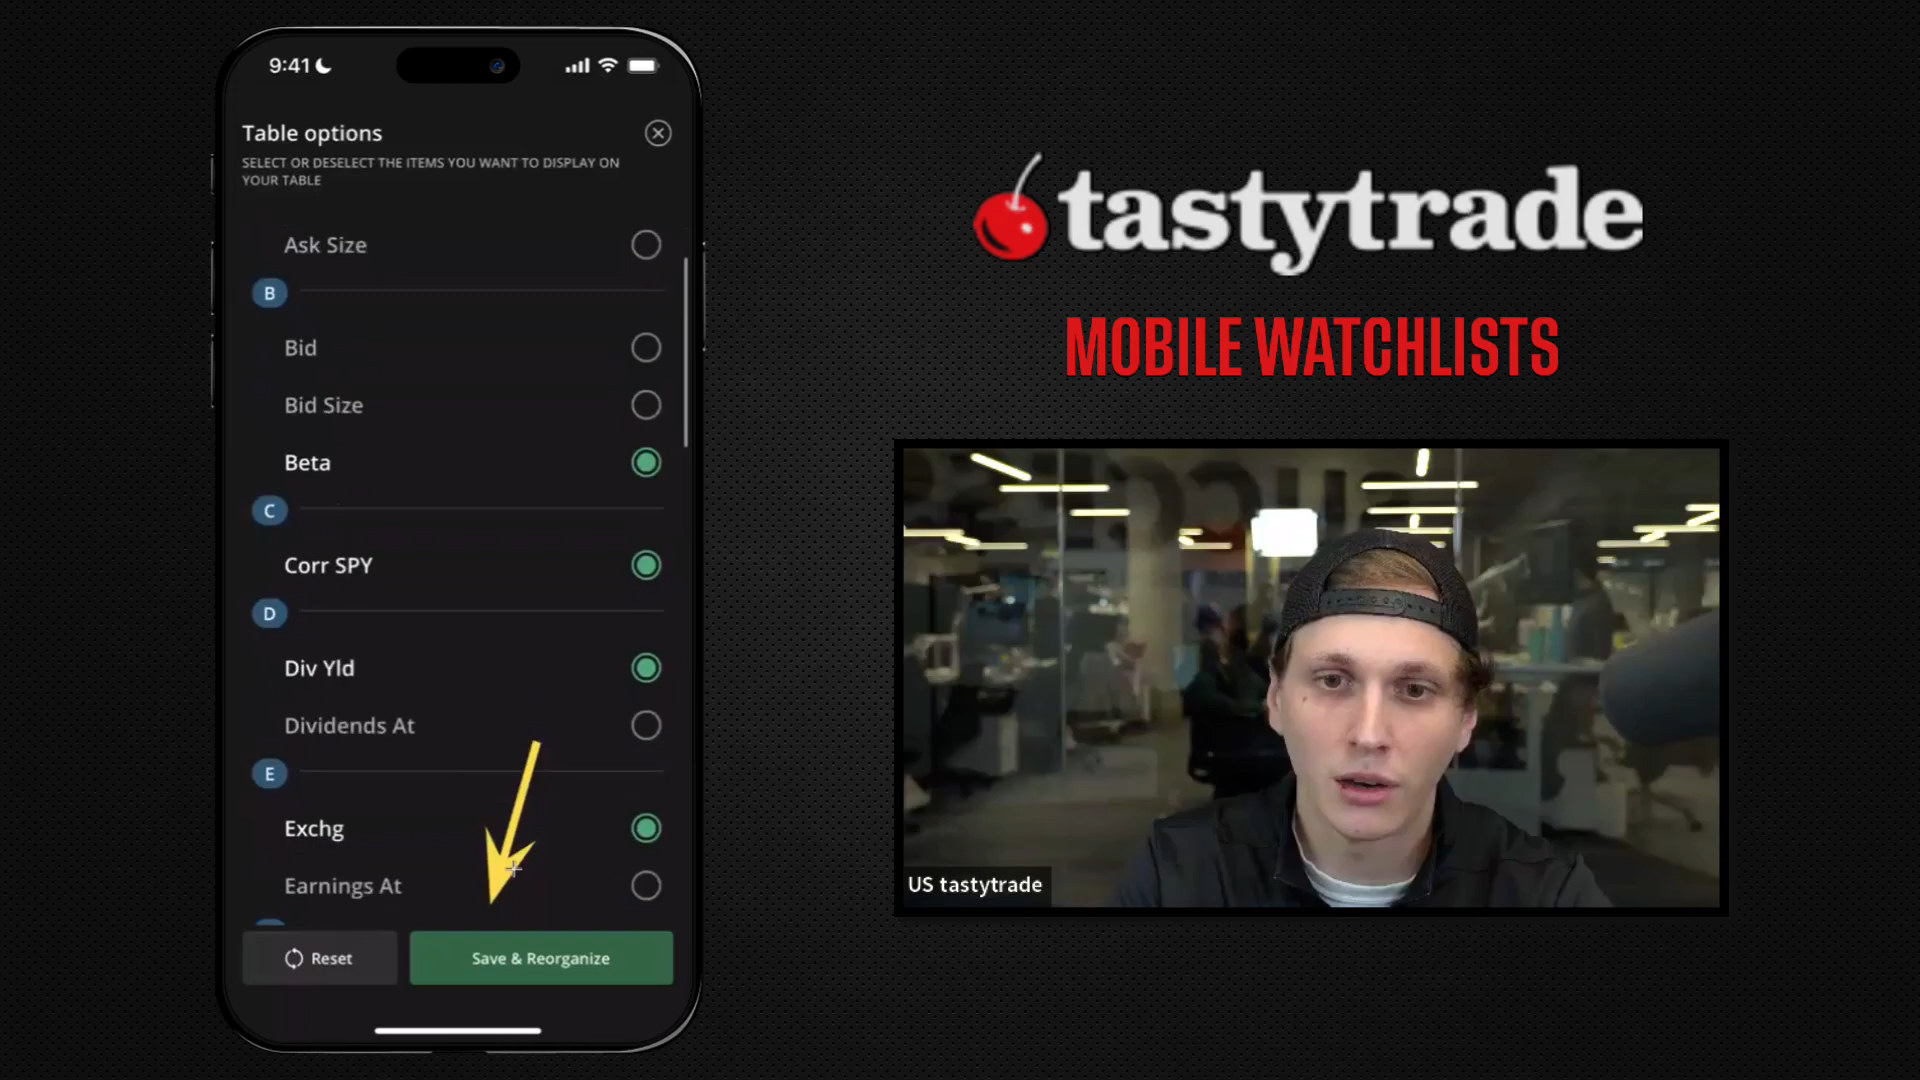 9:41
Table options
SELECT OR DESELECT THE ITEMS YOU WANT TO DISPLAY ON
YOUR TABLE
Ask Size
B
Bid
Bid Size
Beta
C
Corr SPY
D
Div Yld
Dividends At
E
Exchg
Earnings At
Reset
Save & Reorganize
tastytrade
MOBILE WATCHLISTS
US tastytrade